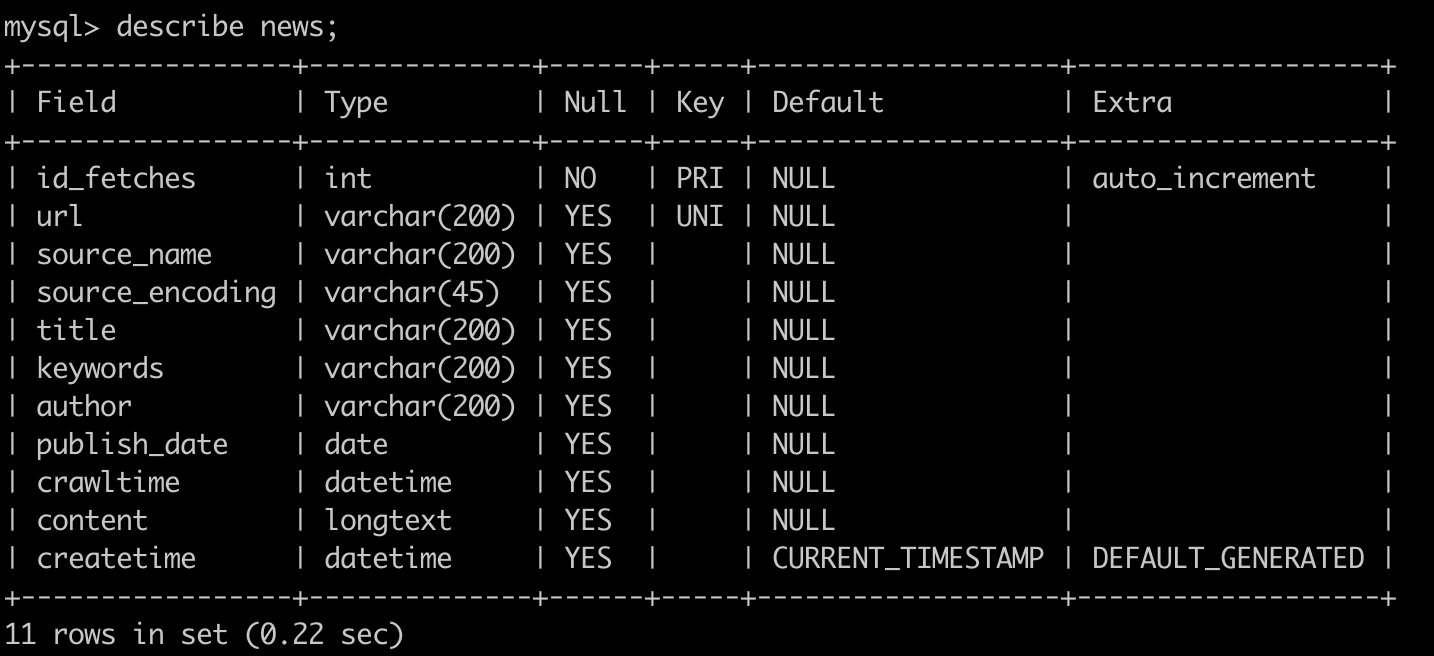 mysql> describe news;
+-----------------+--------------+------+-----+-------------------+-------------------+
| Field           | Type         | Null | Key | Default           | Extra             |
+-----------------+--------------+------+-----+-------------------+-------------------+
| id_fetches      | int          | NO   | PRI | NULL              | auto_increment    |
| url             | varchar(200) | YES  | UNI | NULL              |                   |
| source_name     | varchar(200) | YES  |     | NULL              |                   |
| source_encoding | varchar(45)  | YES  |     | NULL              |                   |
| title           | varchar(200) | YES  |     | NULL              |                   |
| keywords        | varchar(200) | YES  |     | NULL              |                   |
| author          | varchar(200) | YES  |     | NULL              |                   |
| publish_date    | date         | YES  |     | NULL              |                   |
| crawltime       | datetime     | YES  |     | NULL              |                   |
| content         | longtext     | YES  |     | NULL              |                   |
| createtime      | datetime     | YES  |     | CURRENT_TIMESTAMP | DEFAULT_GENERATED |
+-----------------+--------------+------+-----+-------------------+-------------------+
11 rows in set (0.22 sec)